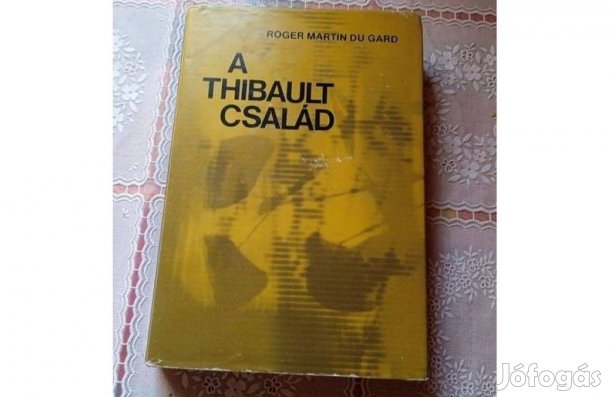 ROGER MARTIN DU GARD
A
THIBAULT
CSALÁD
Jófogás